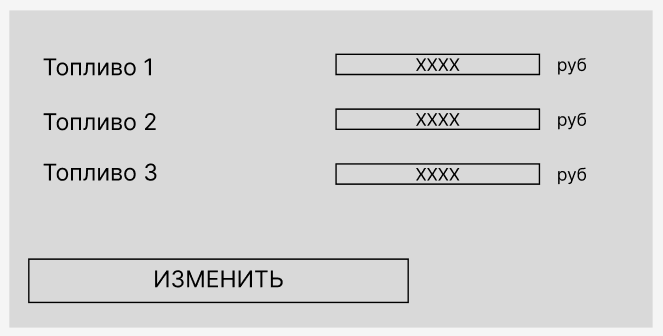 Топливо 1 XXXX руб
Топливо 2 XXXX руб
Топливо 3 XXXX руб
ИЗМЕНИТЬ